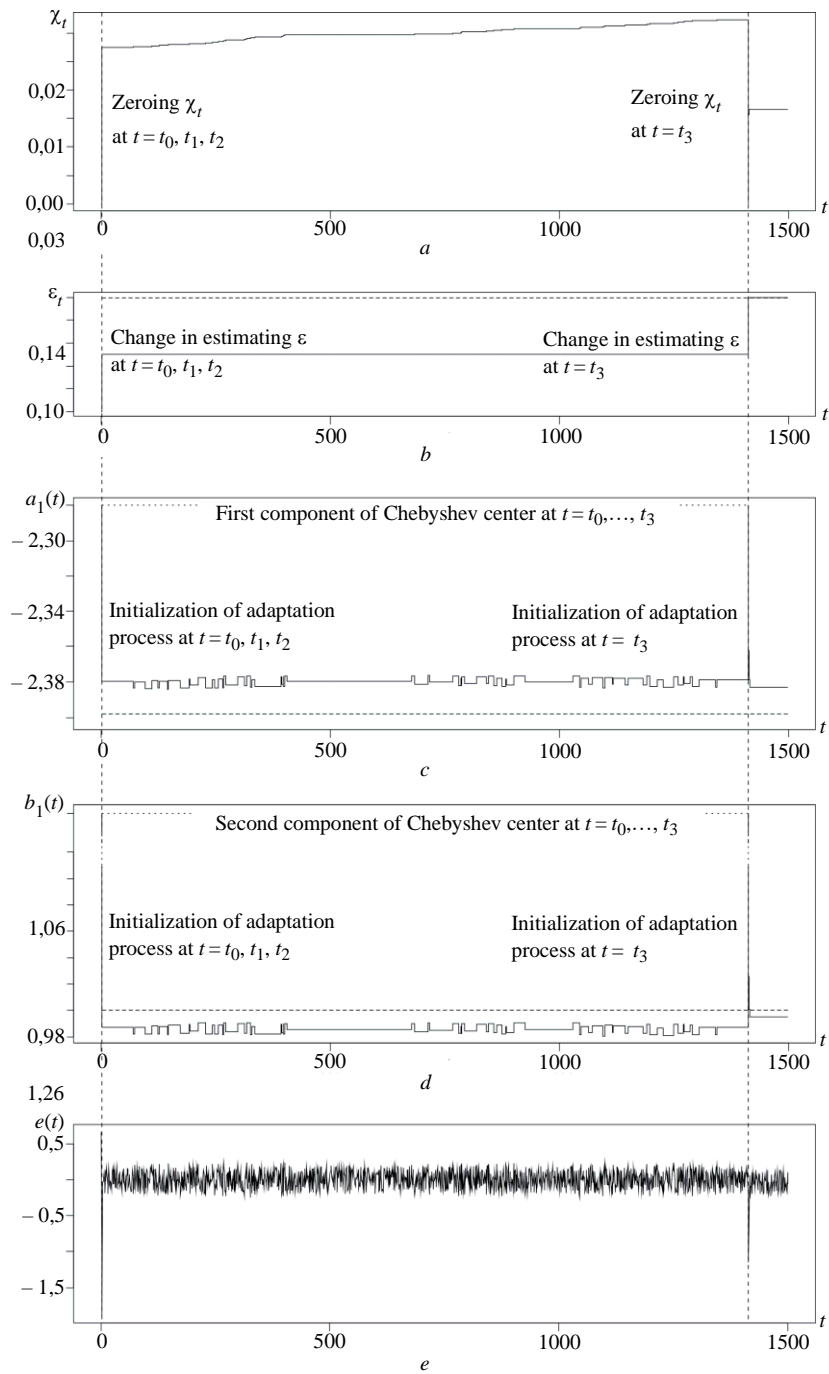 χt
0,02
Zeroing χt
at t = t0, t1, t2
Zeroing χt
at t = t3
0,01
0,00
0
500
1000
1500
t
0,03
a
εt
Change in estimating ε
at t = t0, t1, t2
Change in estimating ε
at t = t3
0,14
0,10
0
500
1000
1500
t
b
a1(t)
First component of Chebyshev center at t = t0,…, t3
– 2,30
Initialization of adaptation
process at t = t0, t1, t2
Initialization of adaptation
process at t = t3
– 2,34
– 2,38
0
500
1000
1500
t
c
b1(t)
Second component of Chebyshev center at t = t0,…, t3
Initialization of adaptation
process at t = t0, t1, t2
Initialization of adaptation
process at t = t3
1,06
0,98
0
500
1000
1500
t
d
1,26
e(t)
0,5
– 0,5
– 1,5
0
500
1000
1500
t
e